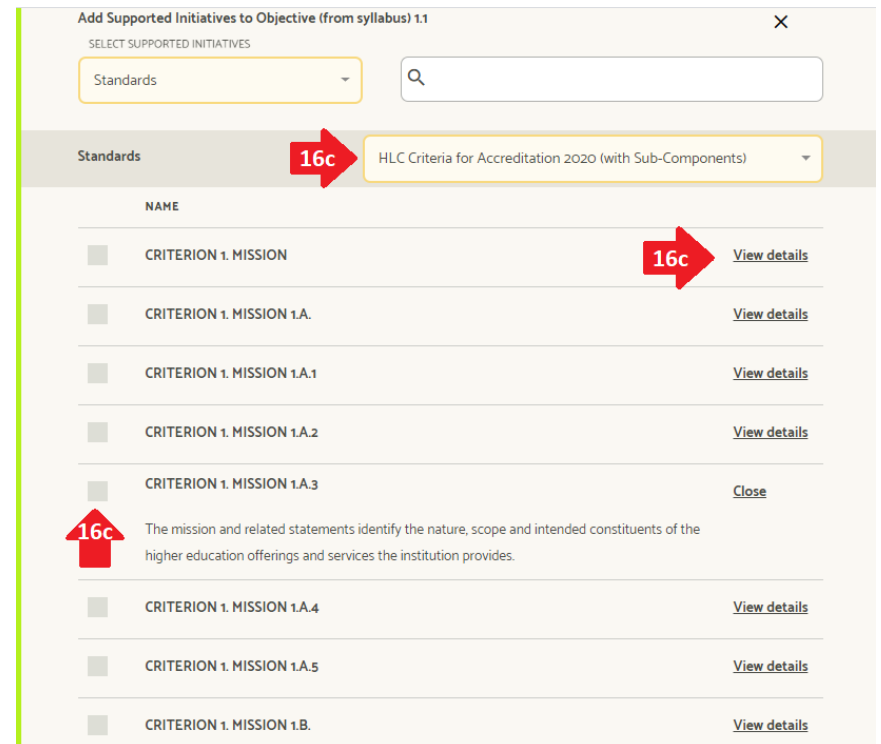 Add Supported Initiatives to Objective (from syllabus) 1.1
SELECT SUPPORTED INITIATIVES
Standards
Standards
16c
HLC Criteria for Accreditation 2020 (with Sub-Components)
NAME
CRITERION 1. MISSION
16c
View details
CRITERION 1. MISSION 1.A.
View details
CRITERION 1. MISSION 1.A.1
View details
CRITERION 1. MISSION 1.A.2
View details
CRITERION 1. MISSION 1.A.3
Close
16c
The mission and related statements identify the nature, scope and intended constituents of the
higher education offerings and services the institution provides.
CRITERION 1. MISSION 1.A.4
View details
CRITERION 1. MISSION 1.A.5
View details
CRITERION 1. MISSION 1.B.
View details